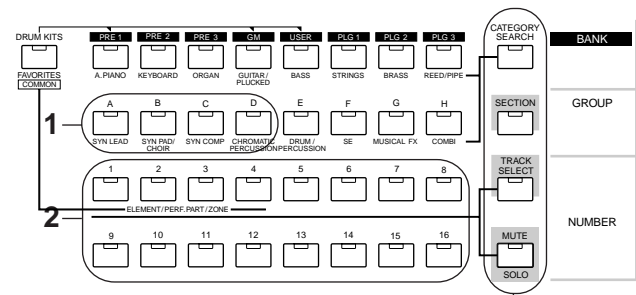 DRUM KITS PRE 1 PRE 2 PRE 3 GM USER PLG 1 PLG 2 PLG 3 CATEGORY SEARCH BANK
FAVORITES A.PIANO KEYBOARD ORGAN GUITAR / PLUCKED BASS STRINGS BRASS REED/PIPE
COMMON
A B C D E F G H SECTION GROUP
1
SYN LEAD SYN PAD/ CHOIR SYN COMP CHROMATIC PERCUSSION DRUM / PERCUSSION SE MUSICAL FX COMBI
1 2 3 4 5 6 7 8 TRACK SELECT
2 ELEMENT/PERF. PART/ZONE NUMBER
9 10 11 12 13 14 15 16 MUTE
SOLO